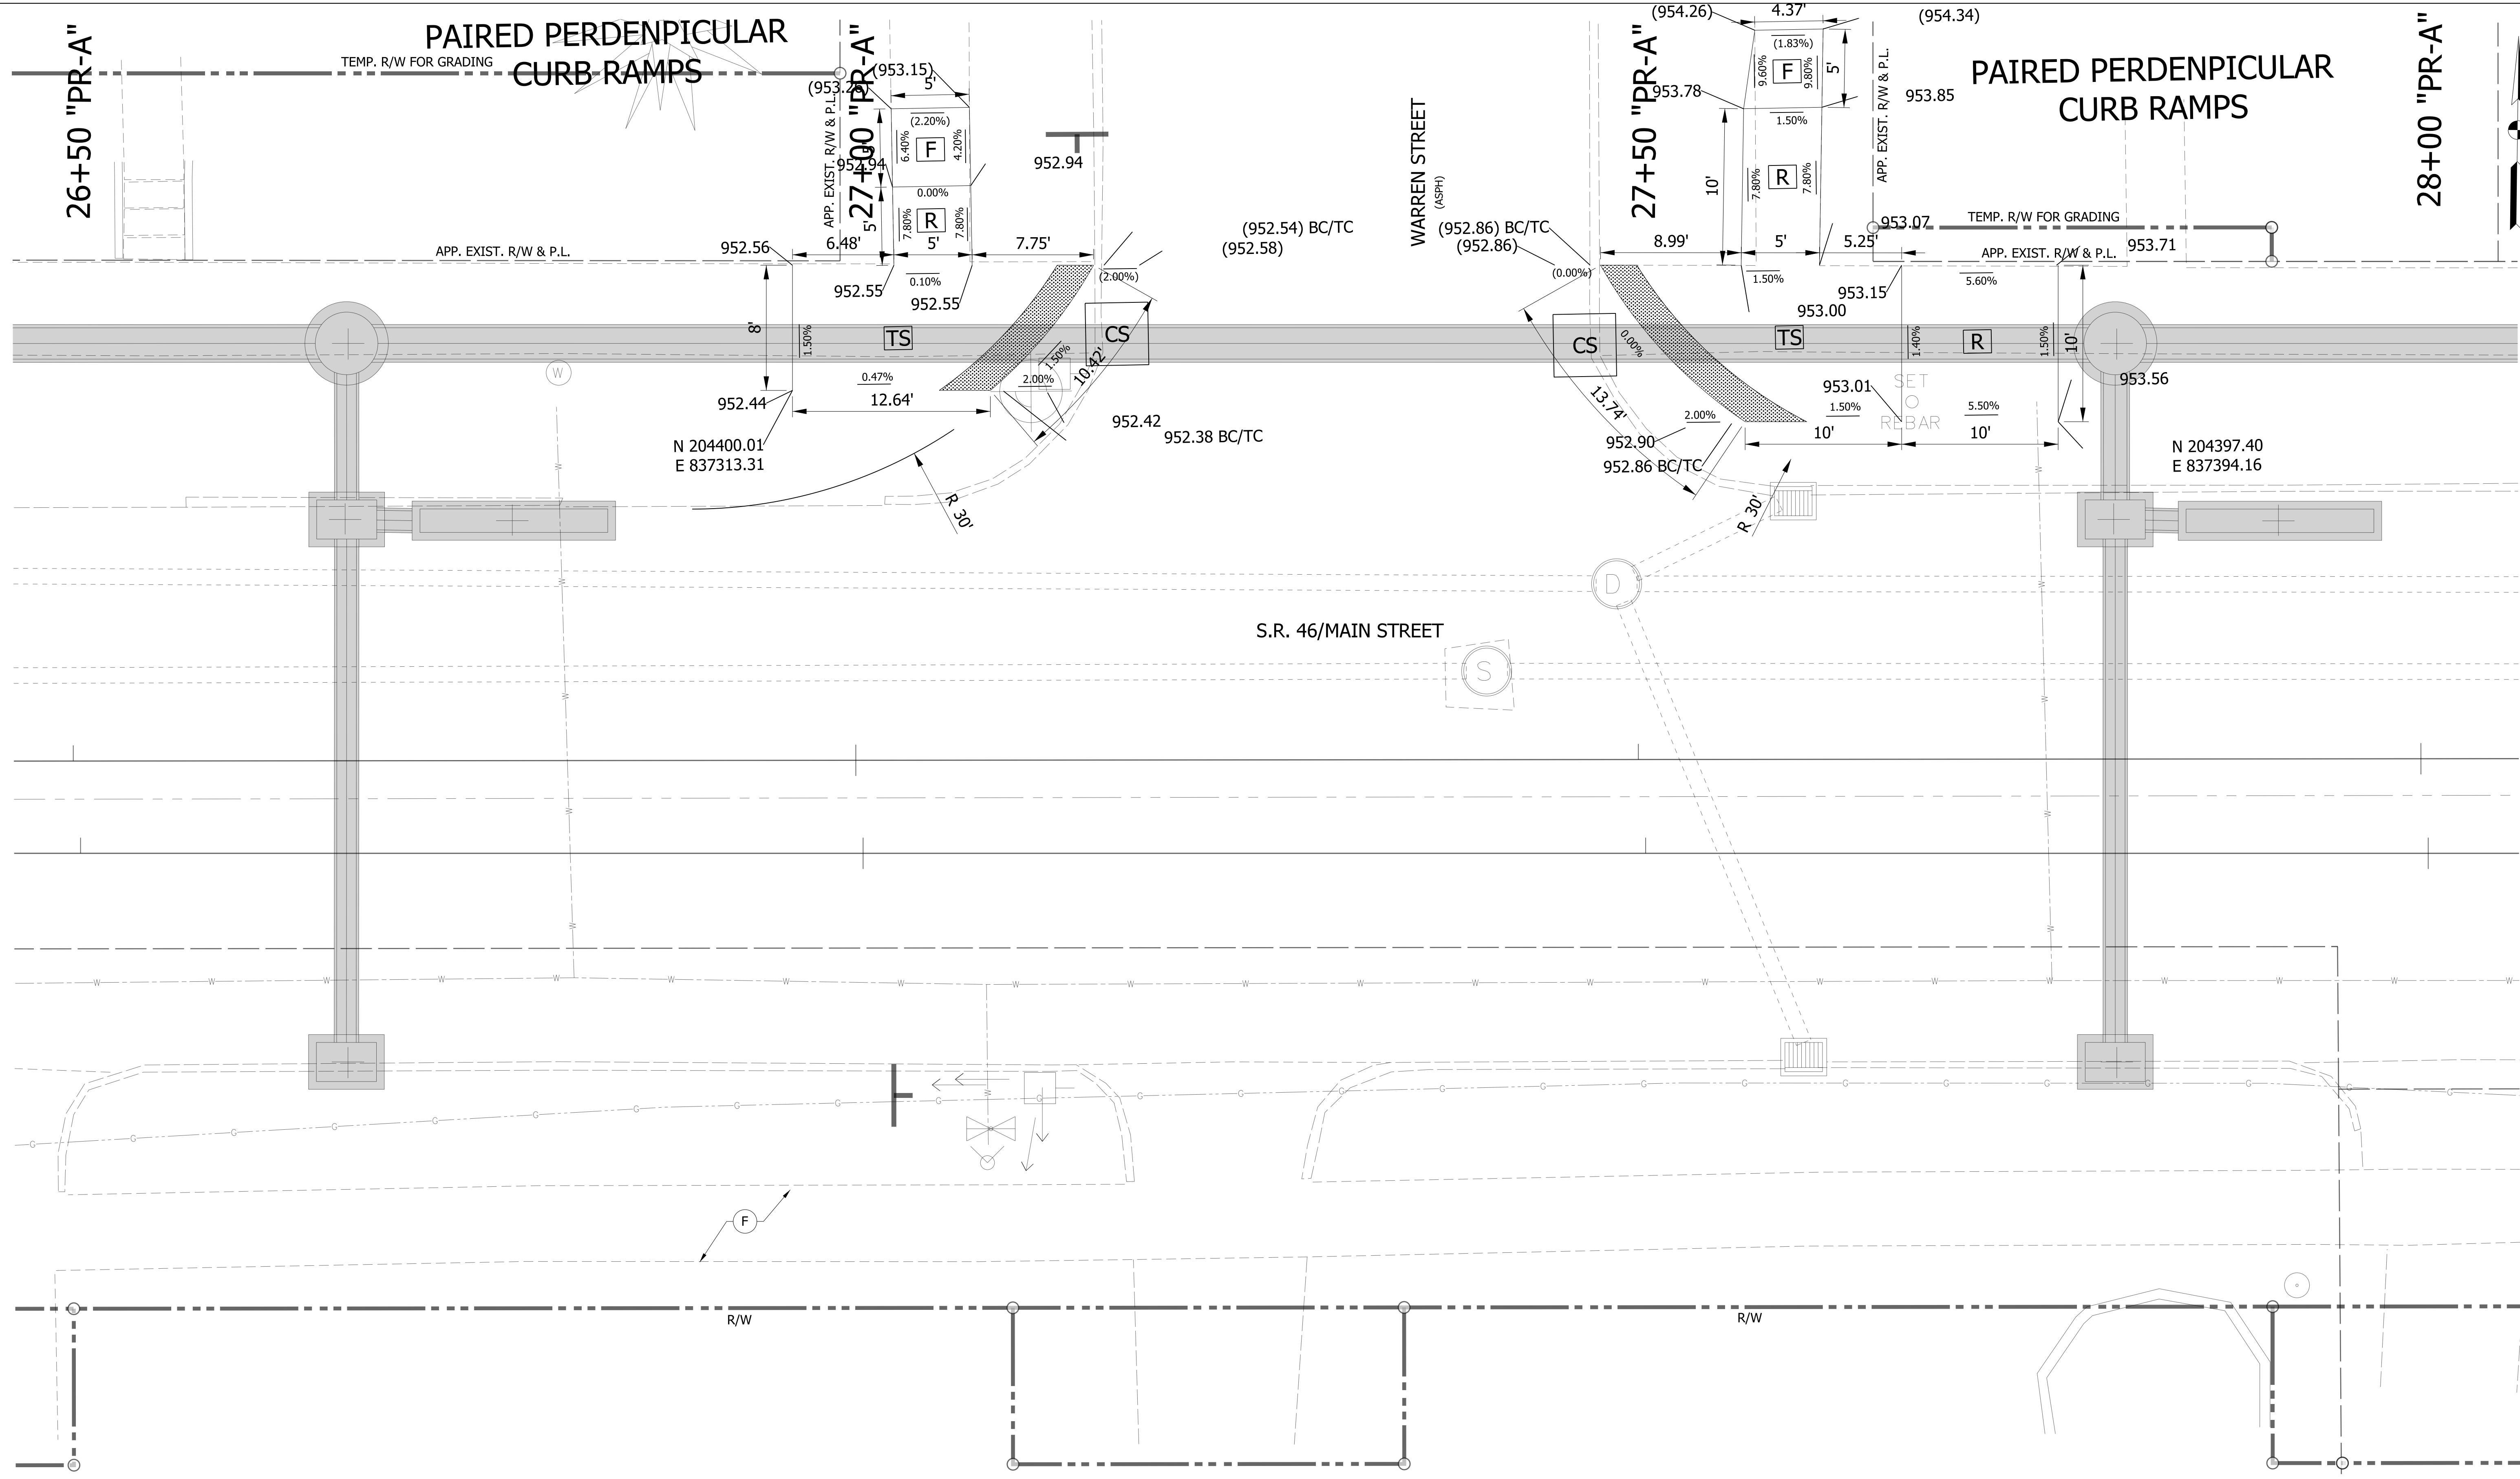 26+50 "PR-A"
PAIRED PERDENPICULAR
CURB RAMPS
TEMP. R/W FOR GRADING
APP. EXIST. R/W & P.L.
APP. EXIST. R/W & P.L.
27+00 "PR-A"
(953.15)
(953.26)
5'
(2.20%)
6.40%
F
4.20%
5'
952.94
952.94
0.00%
7.80%
R
7.80%
5'
952.56
6.48'
5'
7.75'
(952.54) BC/TC
(952.58)
(2.00%)
0.10%
952.55
952.55
8'
1.50%
TS
CS
1.50%
10.42'
0.47%
2.00%
952.44
12.64'
952.42
952.38 BC/TC
N 204400.01
E 837313.31
R 30'
W
WARREN STREET
(ASPH)
27+50 "PR-A"
(954.26)
4.37'
(954.34)
(1.83%)
9.60%
F
9.80%
5'
953.78
953.85
1.50%
APP. EXIST. R/W & P.L.
PAIRED PERDENPICULAR
CURB RAMPS
28+00 "PR-A"
10'
7.80%
R
7.80%
953.07
TEMP. R/W FOR GRADING
(952.86) BC/TC
(952.86)
8.99'
5'
5.25'
953.71
APP. EXIST. R/W & P.L.
(0.00%)
1.50%
5.60%
953.15
953.00
CS
0.00%
TS
1.40%
R
1.50%
10'
953.01
SET
REBAR
953.56
13.74'
2.00%
1.50%
5.50%
952.90
10'
10'
952.86 BC/TC
N 204397.40
E 837394.16
R 30'
D
S.R. 46/MAIN STREET
S
W W W W W W W W W W W W W W W W W W W W W W
G G G G G G G G G G G G G G G G G G G G G G G G G
F
R/W
R/W